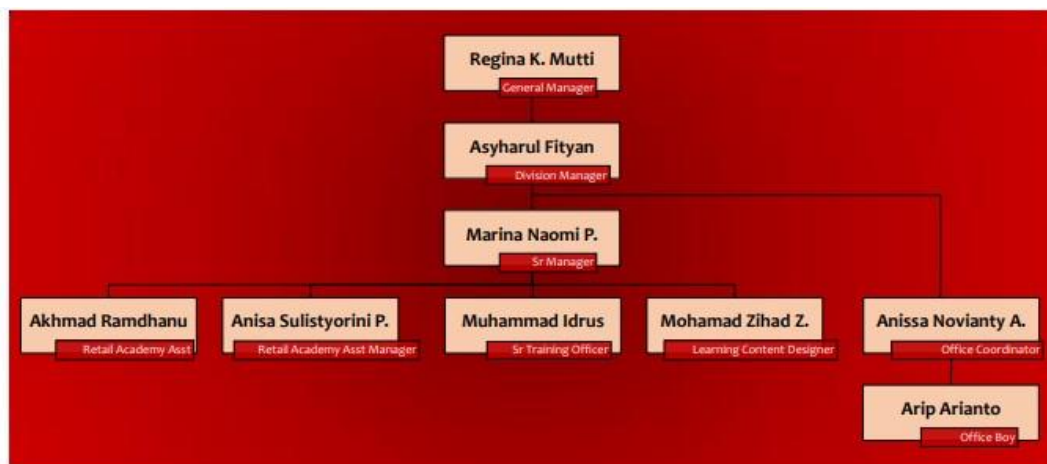 Regina K. Mutti
General Manager
Asyharul Fityan
Division Manager
Marina Naomi P.
Sr Manager
Akhmad Ramdhanu
Retail Academy Asst
Anisa Sulistyorini P.
Retail Academy Asst Manager
Muhammad Idrus
Sr Training Officer
Mohamad Zihad Z.
Learning Content Designer
Anissa Novianty A.
Office Coordinator
Arip Arianto
Office Boy